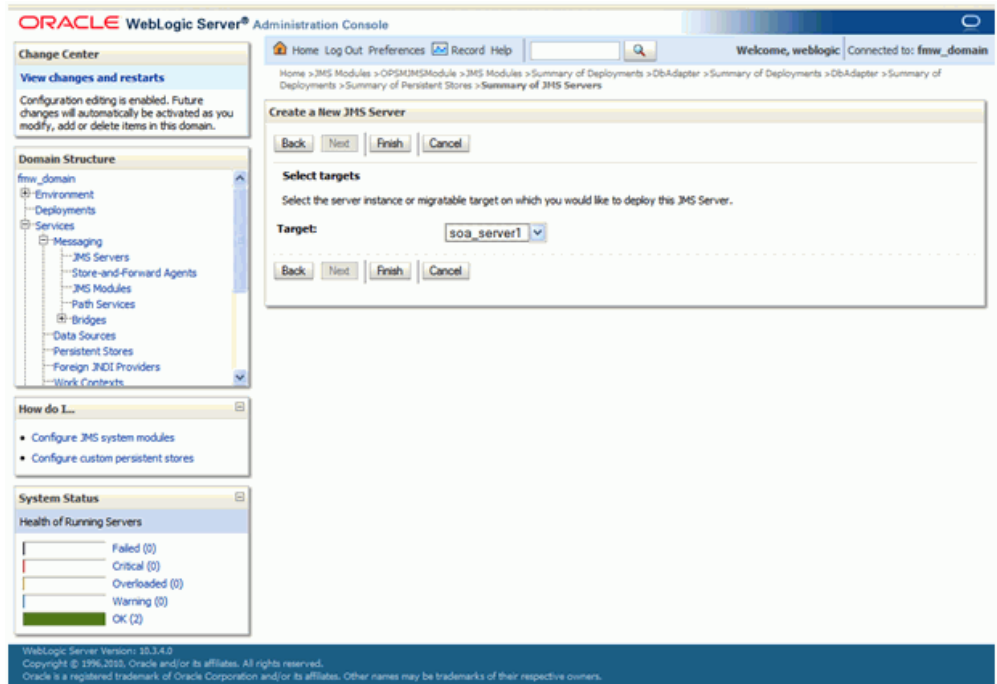 ORACLE WebLogic Server® Administration Console
Change Center
View changes and restarts
Configuration editing is enabled. Future
changes will automatically be activated as you
modify, add or delete items in this domain.
Domain Structure
fmw_domain
Environment
Deployments
Services
Messaging
JMS Servers
Store-and-Forward Agents
JMS Modules
Path Services
Bridges
Data Sources
Persistent Stores
Foreign JNDI Providers
Work Contexts
How do I...
Configure JMS system modules
Configure custom persistent stores
System Status
Health of Running Servers
Failed (0)
Critical (0)
Overloaded (0)
Warning (0)
OK (2)
Home Log Out Preferences Record Help
Welcome, weblogic Connected to: fmw_domain
Home >JMS Modules >OPSMJMSModule >JMS Modules >Summary of Deployments >DbAdapter >Summary of Deployments >DbAdapter >Summary of
Deployments >Summary of Persistent Stores >Summary of JMS Servers
Create a New JMS Server
Back Next Finish Cancel
Select targets
Select the server instance or migratable target on which you would like to deploy this JMS Server.
Target: soa_server1
Back Next Finish Cancel
WebLogic Server Version: 10.3.4.0
Copyright © 1996,2010, Oracle and/or its affiliates. All rights reserved.
Oracle is a registered trademark of Oracle Corporation and/or its affiliates. Other names may be trademarks of their respective owners.